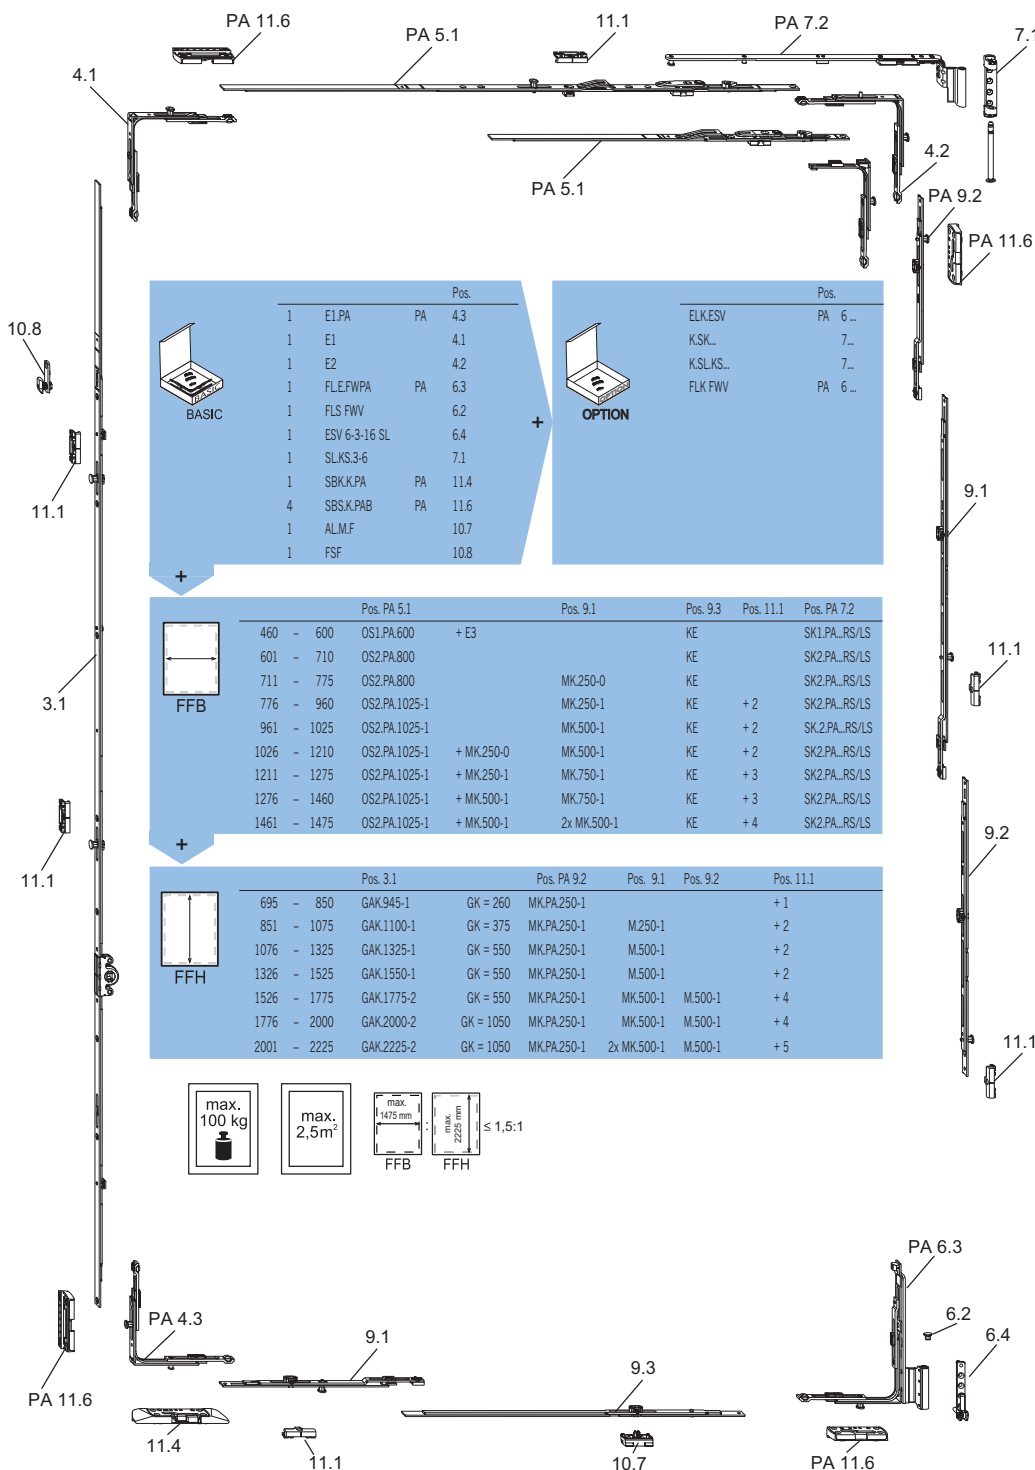 PA 11.6
PA 5.1
11.1
PA 7.2
7.1
4.1
PA 5.1
4.2
PA 9.2
PA 11.6
10.8
11.1
3.1
11.1
9.1
11.1
9.2
11.1
Pos.
1 E1.PA PA 4.3
1 E1 4.1
1 E2 4.2
1 FL.E.FWPA PA 6.3
1 FLS FWV 6.2
1 ESV 6-3-16 SL 6.4
1 SL.KS.3-6 7.1
1 SBK.K.PA PA 11.4
4 SBS.K.PAB PA 11.6
1 AL.M.F 10.7
1 FSF 10.8
BASIC
BASIC
+
Pos.
ELK.ESV PA 6 ...
K.SK... 7...
K.SL.KS... 7...
FLK FWV PA 6 ...
OPTION
OPTION
+
Pos. PA 5.1 Pos. 9.1 Pos. 9.3 Pos. 11.1 Pos. PA 7.2
460 – 600 OS1.PA.600 + E3 KE SK1.PA...RS/LS
601 – 710 OS2.PA.800 KE SK2.PA...RS/LS
711 – 775 OS2.PA.800 MK.250-0 KE SK2.PA...RS/LS
776 – 960 OS2.PA.1025-1 MK.250-1 KE + 2 SK2.PA...RS/LS
961 – 1025 OS2.PA.1025-1 MK.500-1 KE + 2 SK.2.PA...RS/LS
1026 – 1210 OS2.PA.1025-1 + MK.250-0 MK.500-1 KE + 2 SK2.PA...RS/LS
1211 – 1275 OS2.PA.1025-1 + MK.250-1 MK.750-1 KE + 3 SK2.PA...RS/LS
1276 – 1460 OS2.PA.1025-1 + MK.500-1 MK.750-1 KE + 3 SK2.PA...RS/LS
1461 – 1475 OS2.PA.1025-1 + MK.500-1 2x MK.500-1 KE + 4 SK2.PA...RS/LS
FFB
+
Pos. 3.1 Pos. PA 9.2 Pos. 9.1 Pos. 9.2 Pos. 11.1
695 – 850 GAK.945-1 GK = 260 MK.PA.250-1 + 1
851 – 1075 GAK.1100-1 GK = 375 MK.PA.250-1 M.250-1 + 2
1076 – 1325 GAK.1325-1 GK = 550 MK.PA.250-1 M.500-1 + 2
1326 – 1525 GAK.1550-1 GK = 550 MK.PA.250-1 M.500-1 + 2
1526 – 1775 GAK.1775-2 GK = 550 MK.PA.250-1 MK.500-1 M.500-1 + 4
1776 – 2000 GAK.2000-2 GK = 1050 MK.PA.250-1 MK.500-1 M.500-1 + 4
2001 – 2225 GAK.2225-2 GK = 1050 MK.PA.250-1 2x MK.500-1 M.500-1 + 5
FFH
max.
100 kg
max.
2,5m²
max.
1475 mm
FFB
:
max.
2225 mm
FFH
≤ 1,5:1
PA 6.3
6.2
6.4
PA 4.3
PA 11.6
9.1
9.3
11.4
11.1
10.7
PA 11.6